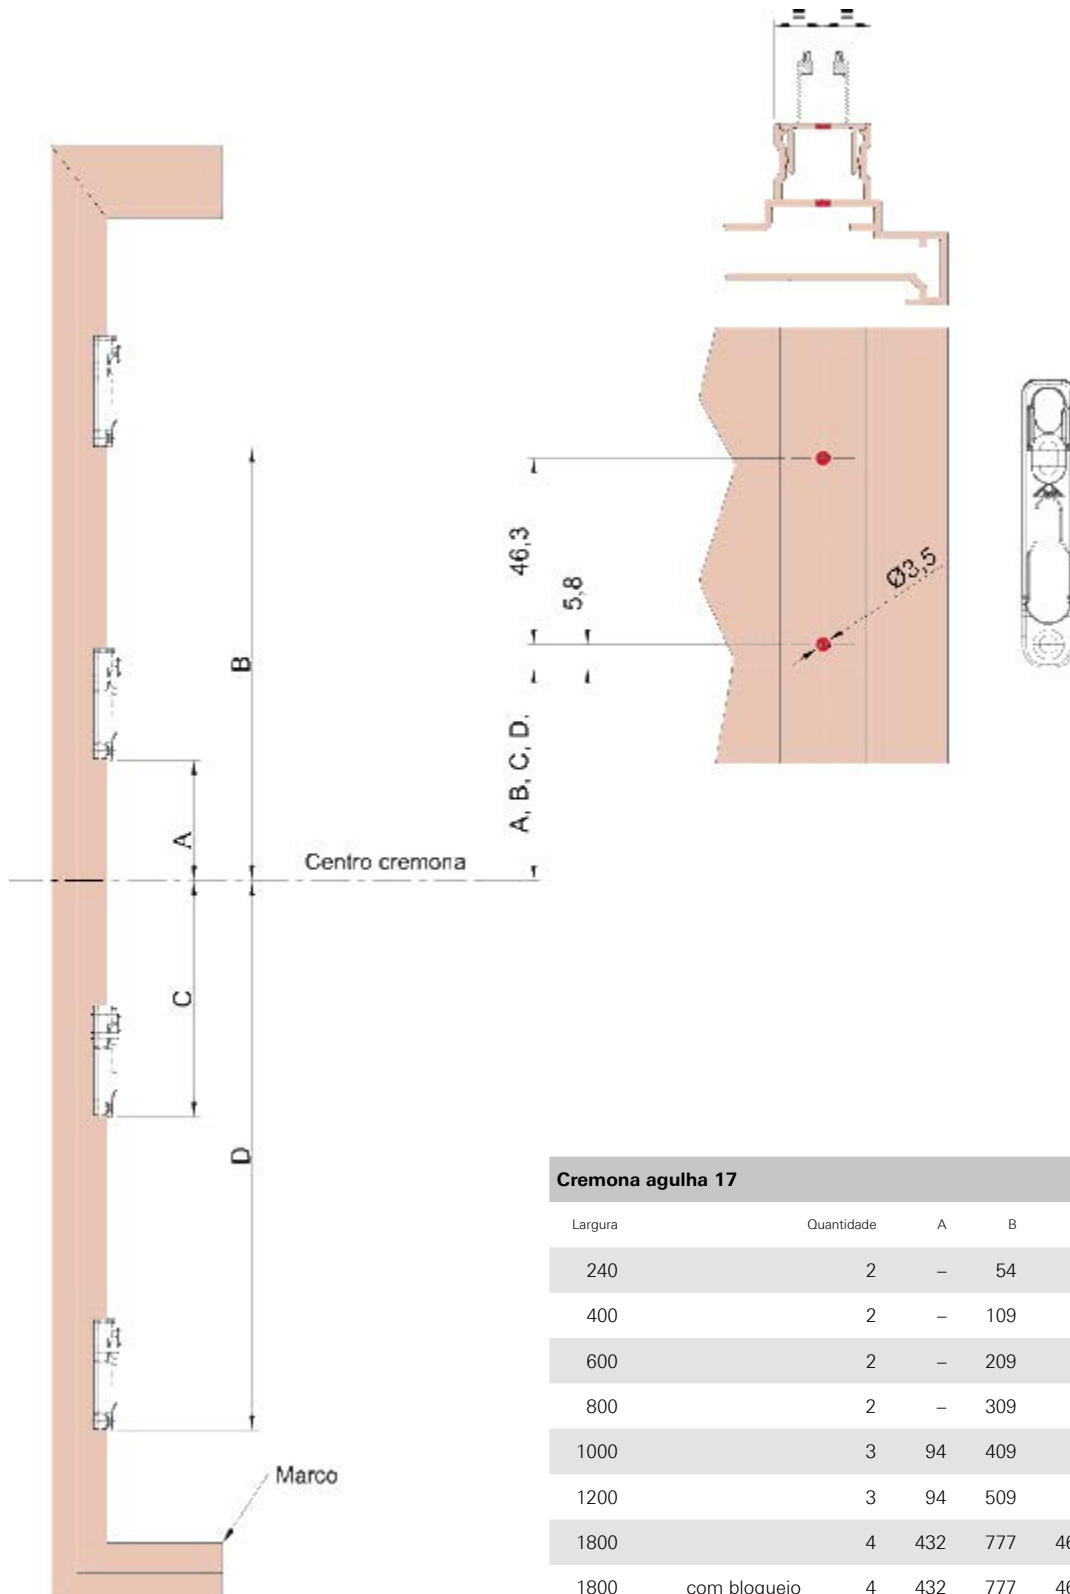 = =
B
46,3
5,8
Ø3,5
A, B, C, D.
A
Centro cremona
C
D
Marco
Cremona agulha 17
Largura Quantidade A B
240 2 – 54
400 2 – 109
600 2 – 209
800 2 – 309
1000 3 94 409
1200 3 94 509
1800 4 432 777
1800 com bloqueio 4 432 777